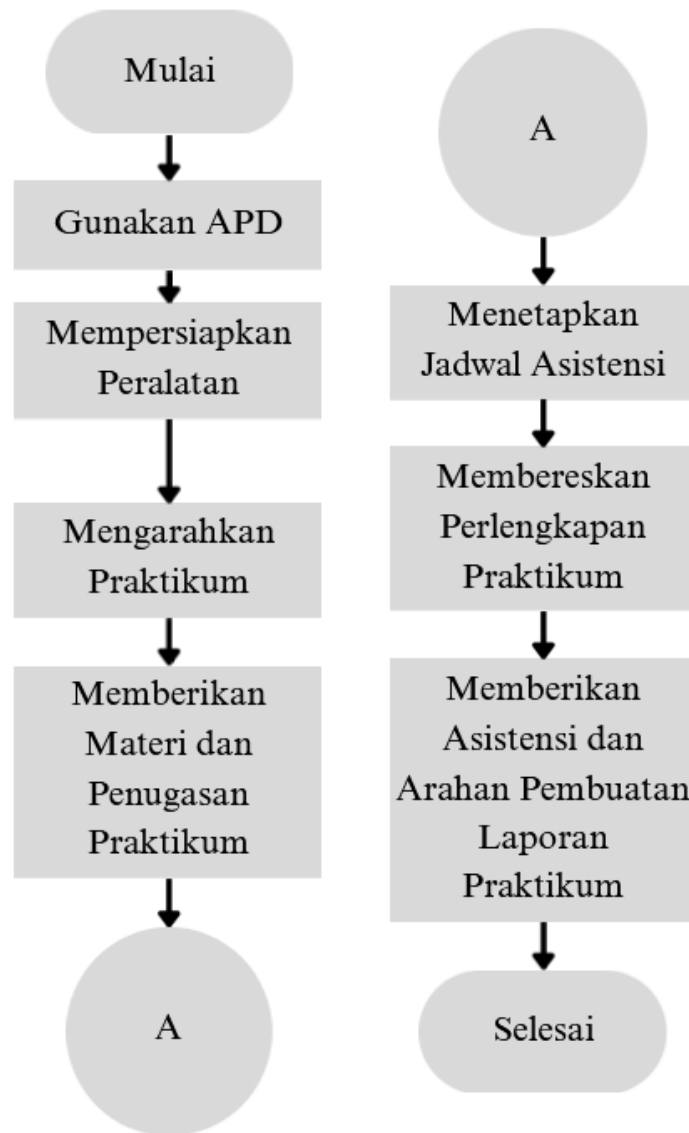 Mulai
Gunakan APD
Mempersiapkan
Peralatan
Mengarahkan
Praktikum
Memberikan
Materi dan
Penugasan
Praktikum
A
A
Menetapkan
Jadwal Asistensi
Membereskan
Perlengkapan
Praktikum
Memberikan
Asistensi dan
Arahan Pembuatan
Laporan
Praktikum
Selesai